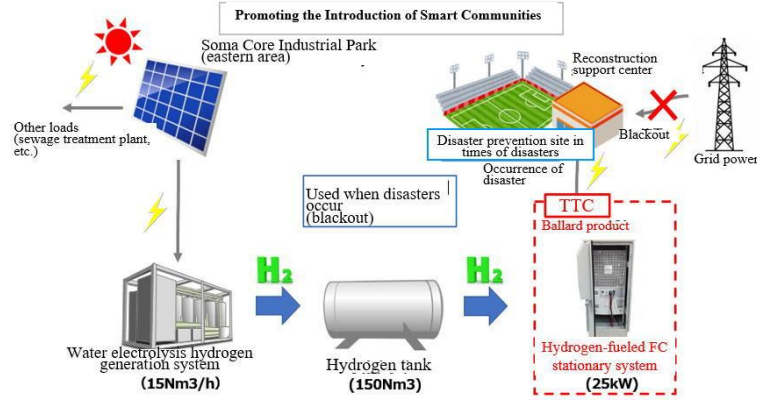 Promoting the Introduction of Smart Communities
Soma Core Industrial Park
(eastern area)
Reconstruction
support center
Other loads
(sewage treatment plant,
etc.)
Disaster prevention site in
times of disasters
Blackout
Grid power
Occurrence of
disaster
Used when disasters
occur
(blackout)
TTC
Ballard product
H2
H2
Water electrolysis hydrogen
generation system
(15Nm3/h)
Hydrogen tank
(150Nm3)
Hydrogen-fueled FC
stationary system
(25kW)